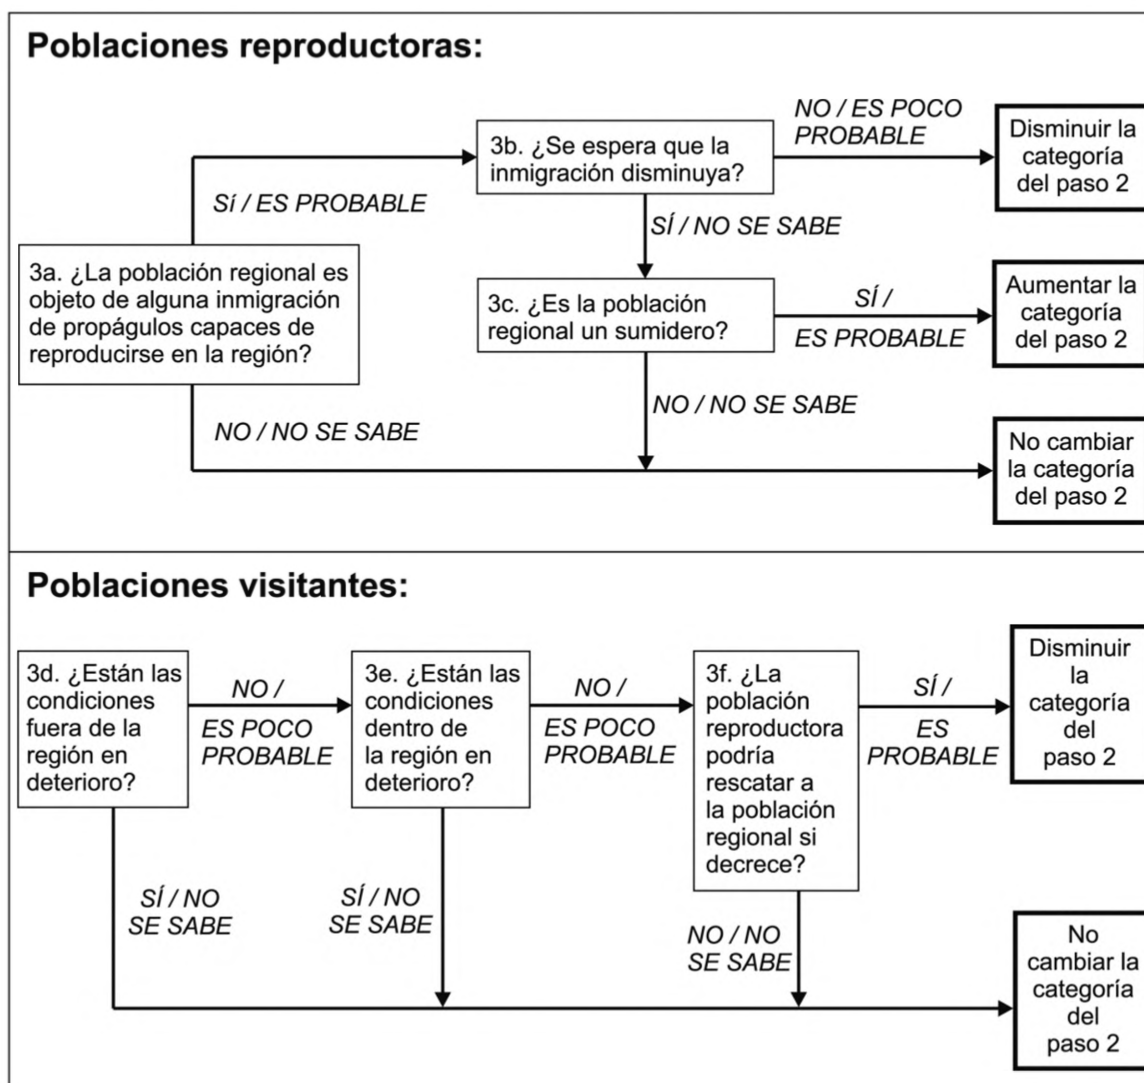 Poblaciones reproductoras:
NO / ES POCO
PROBABLE
Disminuir la
categoría
del paso 2
3b. ¿Se espera que la
inmigración disminuya?
Sí / ES PROBABLE
SÍ / NO SE SABE
3a. ¿La población regional es
objeto de alguna inmigración
de propágulos capaces de
reproducirse en la región?
3c. ¿Es la población
regional un sumidero?
SÍ /
ES PROBABLE
Aumentar la
categoría
del paso 2
NO / NO SE SABE
NO / NO SE SABE
No cambiar
la categoría
del paso 2
Poblaciones visitantes:
3d. ¿Están las
condiciones
fuera de la
región en
deterioro?
NO /
ES POCO
PROBABLE
3e. ¿Están las
condiciones
dentro de
la región en
deterioro?
NO /
ES POCO
PROBABLE
3f. ¿La
población
reproductora
podría
rescatar a
la población
regional si
decrece?
SÍ /
ES
PROBABLE
Disminuir
la
categoría
del
paso 2
SÍ / NO
SE SABE
SÍ / NO
SE SABE
NO / NO
SE SABE
No
cambiar la
categoría
del
paso 2